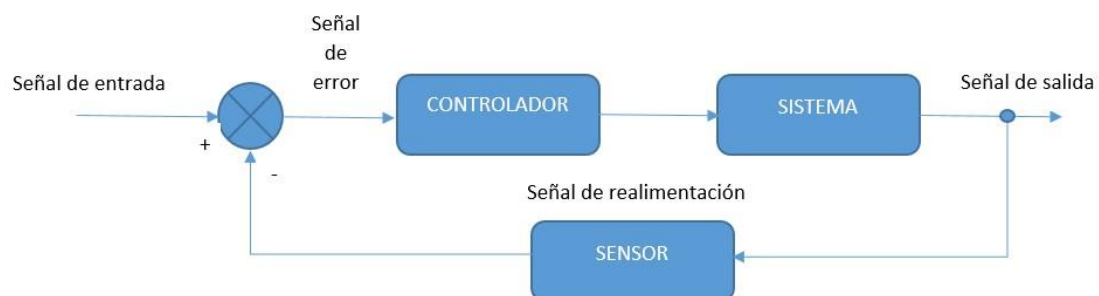 Señal
de
error
Señal de entrada
CONTROLADOR
SISTEMA
Señal de salida
+
-
Señal de realimentación
SENSOR